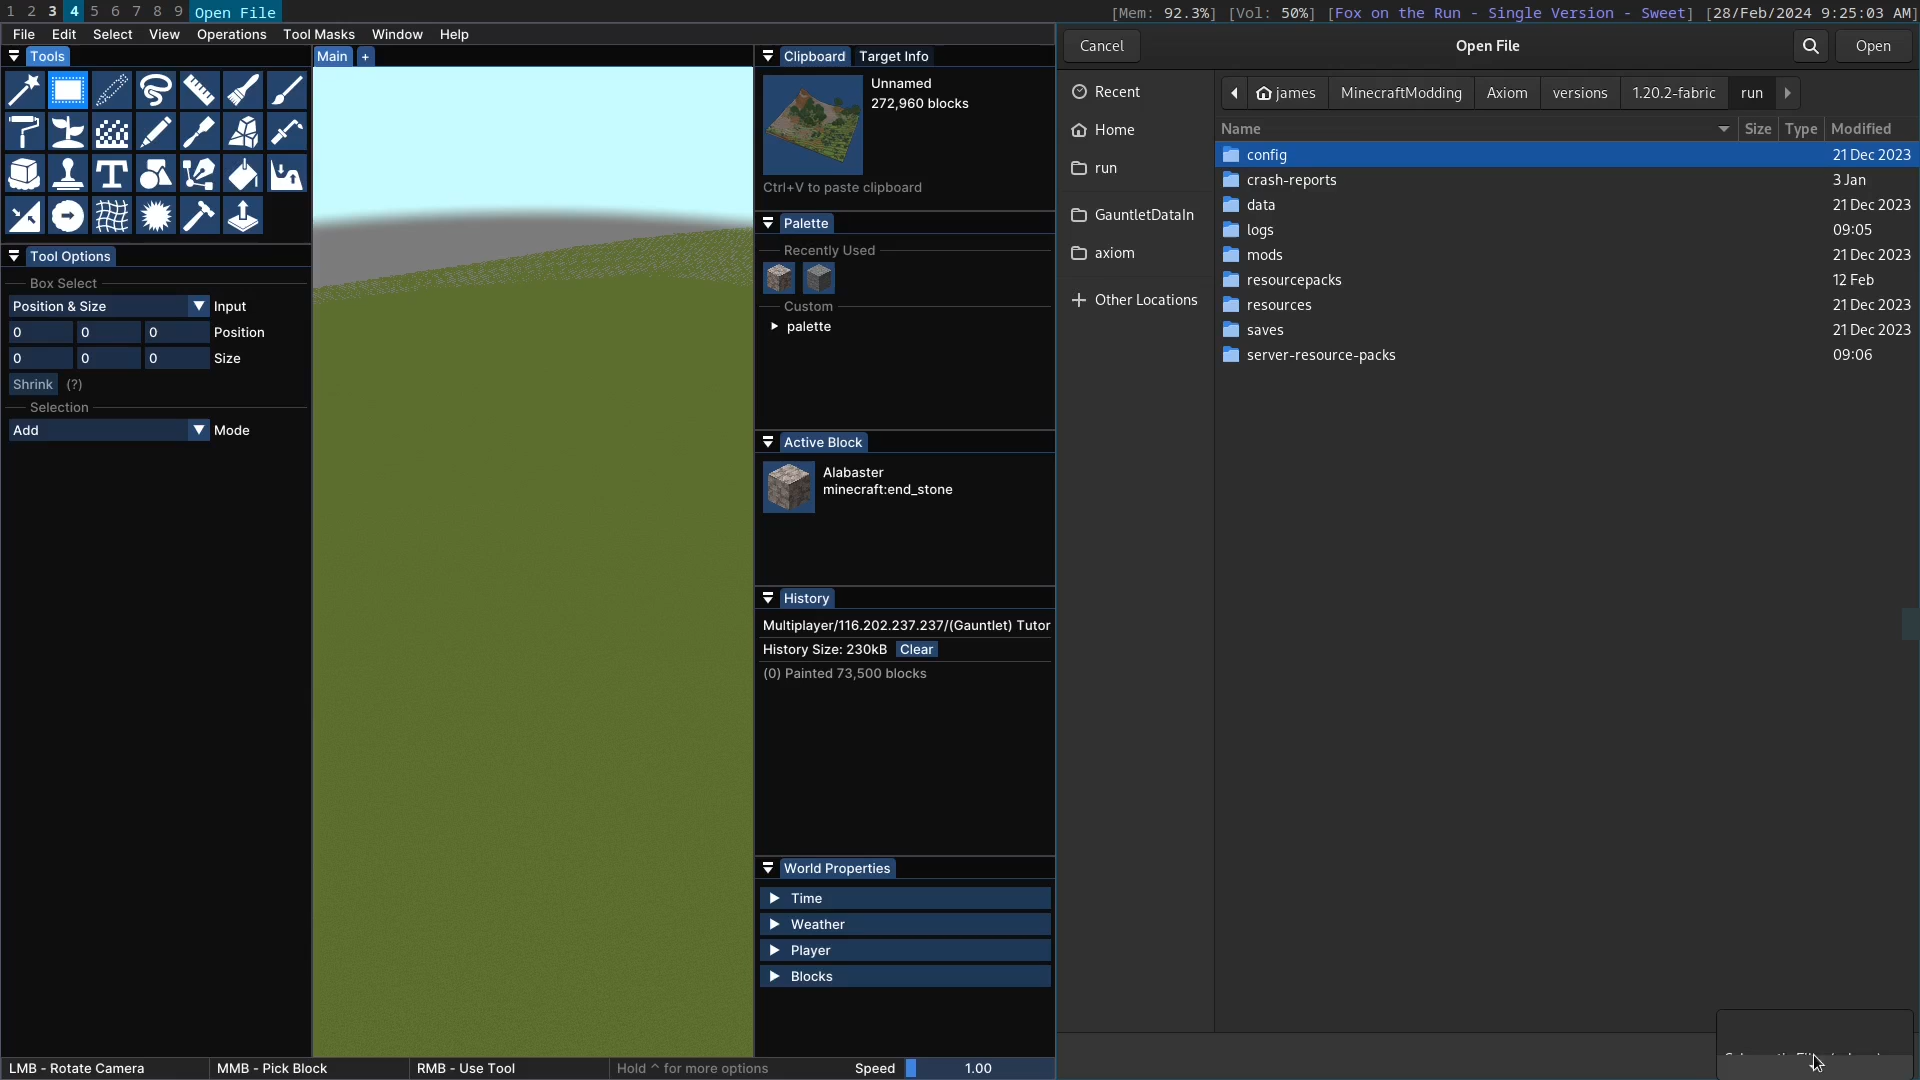 1 2 3 4 5 6 7 8 9 Open File
[Mem: 92.3%] [Vol: 50%] [Fox on the Run - Single Version - Sweet] [28/Feb/2024 9:25:03 AM]
File Edit Select View Operations Tool Masks Window Help
Tools
Tool Options
Box Select
Position & Size Input
0 0 0 Position
0 0 0 Size
Shrink (?)
Selection
Add Mode
Main +
Clipboard Target Info
Unnamed
272,960 blocks
Ctrl+V to paste clipboard
Palette
Recently Used
Custom
palette
Active Block
Alabaster
minecraft:end_stone
History
Multiplayer/116.202.237.237/(Gauntlet) Tutor
History Size: 230kB Clear
(0) Painted 73,500 blocks
World Properties
Time
Weather
Player
Blocks
LMB - Rotate Camera MMB - Pick Block RMB - Use Tool Hold ^ for more options Speed 1.00
Cancel Open File Open
Recent
Home
run
GauntletDataIn
axiom
+ Other Locations
james MinecraftModding Axiom versions 1.20.2-fabric run
Name Size Type Modified
config 21 Dec 2023
crash-reports 3 Jan
data 21 Dec 2023
logs 09:05
mods 21 Dec 2023
resourcepacks 12 Feb
resources 21 Dec 2023
saves 21 Dec 2023
server-resource-packs 09:06